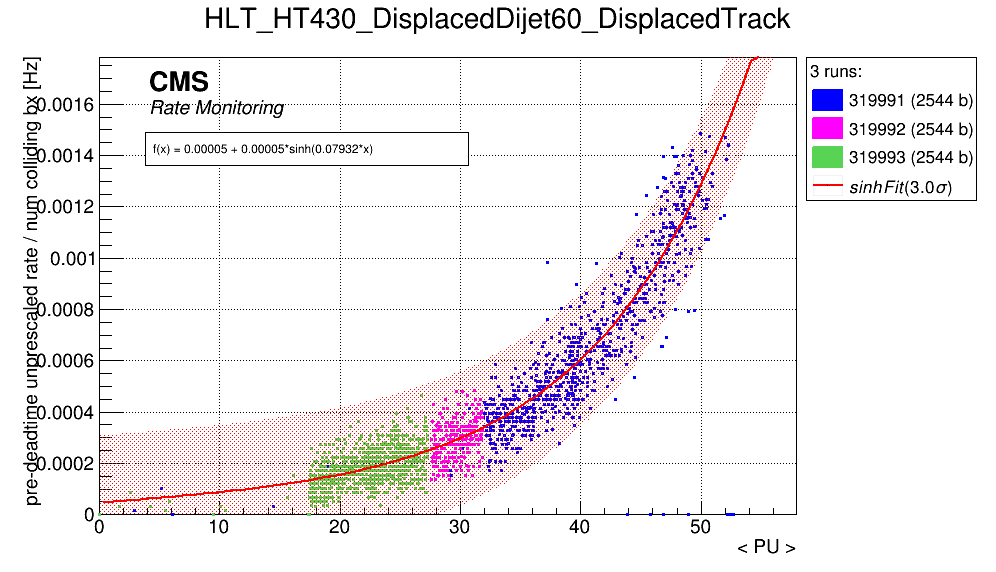 HLT_HT430_DisplacedDijet60_DisplacedTrack
pre-deadtime unprescaled rate / num colliding bx [Hz]
CMS
Rate Monitoring
f(x) = 0.00005 + 0.00005*sinh(0.07932*x)
0.0016
0.0014
0.0012
0.001
0.0008
0.0006
0.0004
0.0002
0
0 10 20 30 40 50
< PU >
3 runs:
319991 (2544 b)
319992 (2544 b)
319993 (2544 b)
sinhFit(3.0σ)